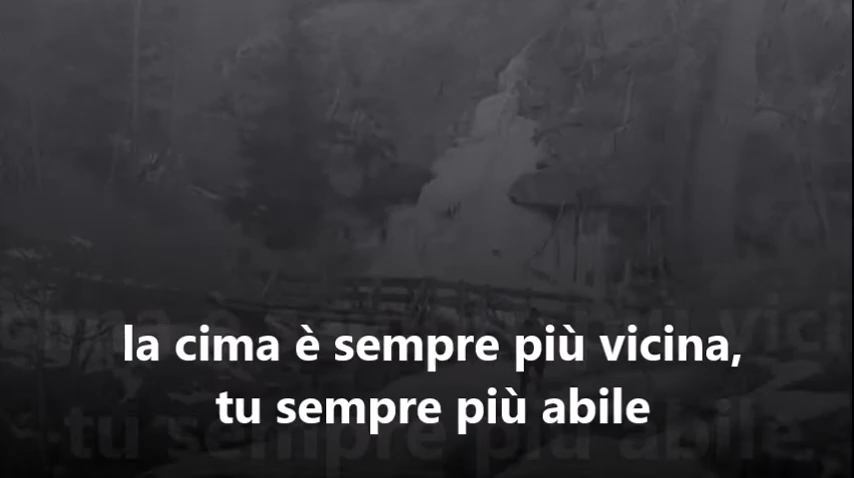 la cima è sempre più vicina,
tu sempre più abile